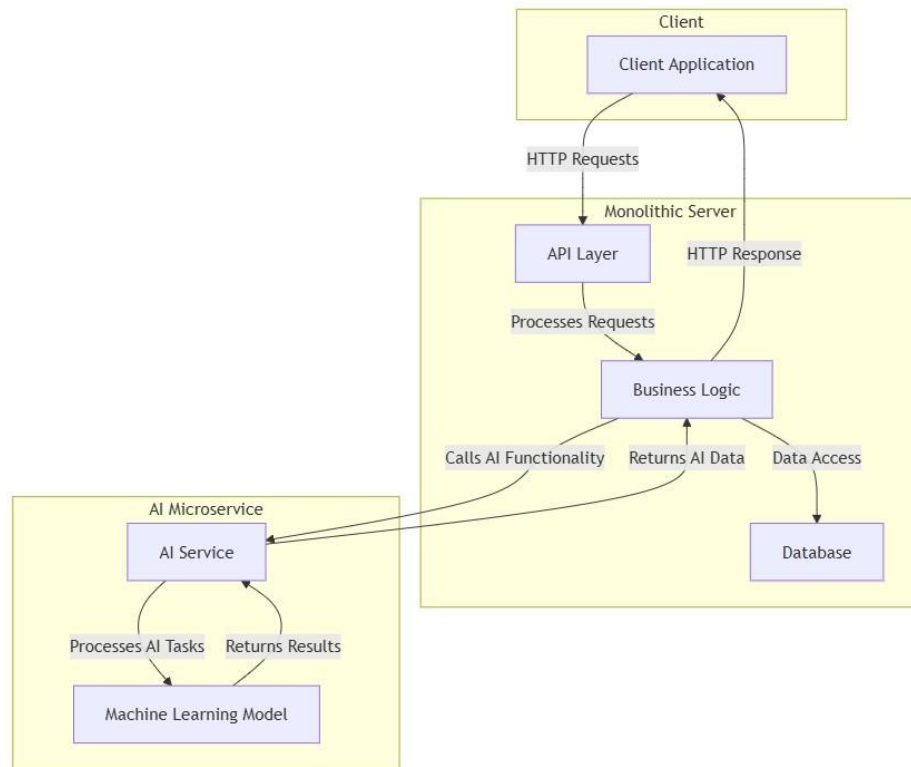 Client
Client Application
HTTP Requests
Monolithic Server
API Layer
HTTP Response
Processes Requests
Business Logic
Calls AI Functionality
Returns AI Data
Data Access
AI Microservice
AI Service
Database
Processes AI Tasks
Returns Results
Machine Learning Model